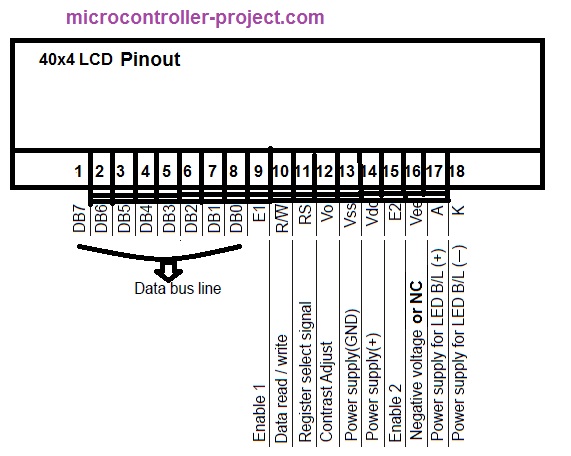 microcontroller-project.com
40x4 LCD Pinout
1 2 3 4 5 6 7 8 9 10 11 12 13 14 15 16 17 18
DB7 DB6 DB5 DB4 DB3 DB2 DB1 DB0 E1 R/W RS Vo Vss Vdd E2 Vee A K
Data bus line
Enable 1
Data read / write
Register select signal
Contrast Adjust
Power supply(GND)
Power supply(+)
Enable 2
Negative voltage or NC
Power supply for LED B/L (+)
Power supply for LED B/L (—)